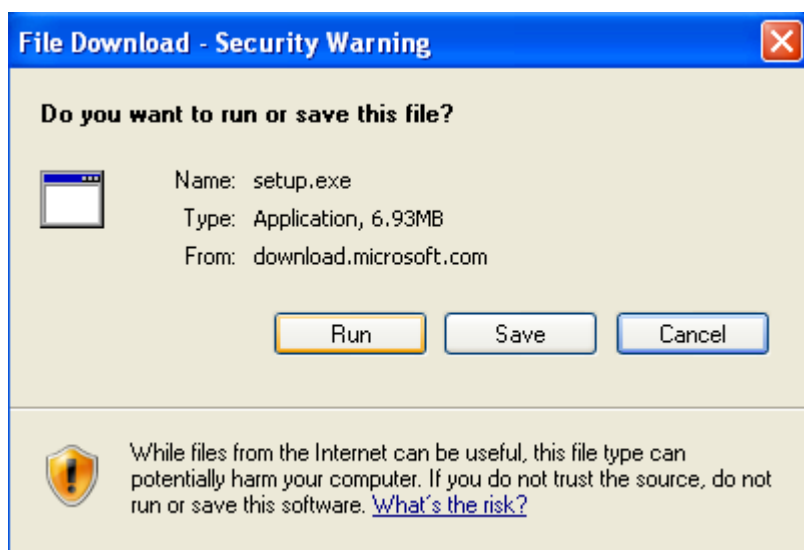 File Download - Security Warning
Do you want to run or save this file?
Name: setup.exe
Type: Application, 6.93MB
From: download.microsoft.com
Run Save Cancel
While files from the Internet can be useful, this file type can
potentially harm your computer. If you do not trust the source, do not
run or save this software. What's the risk?